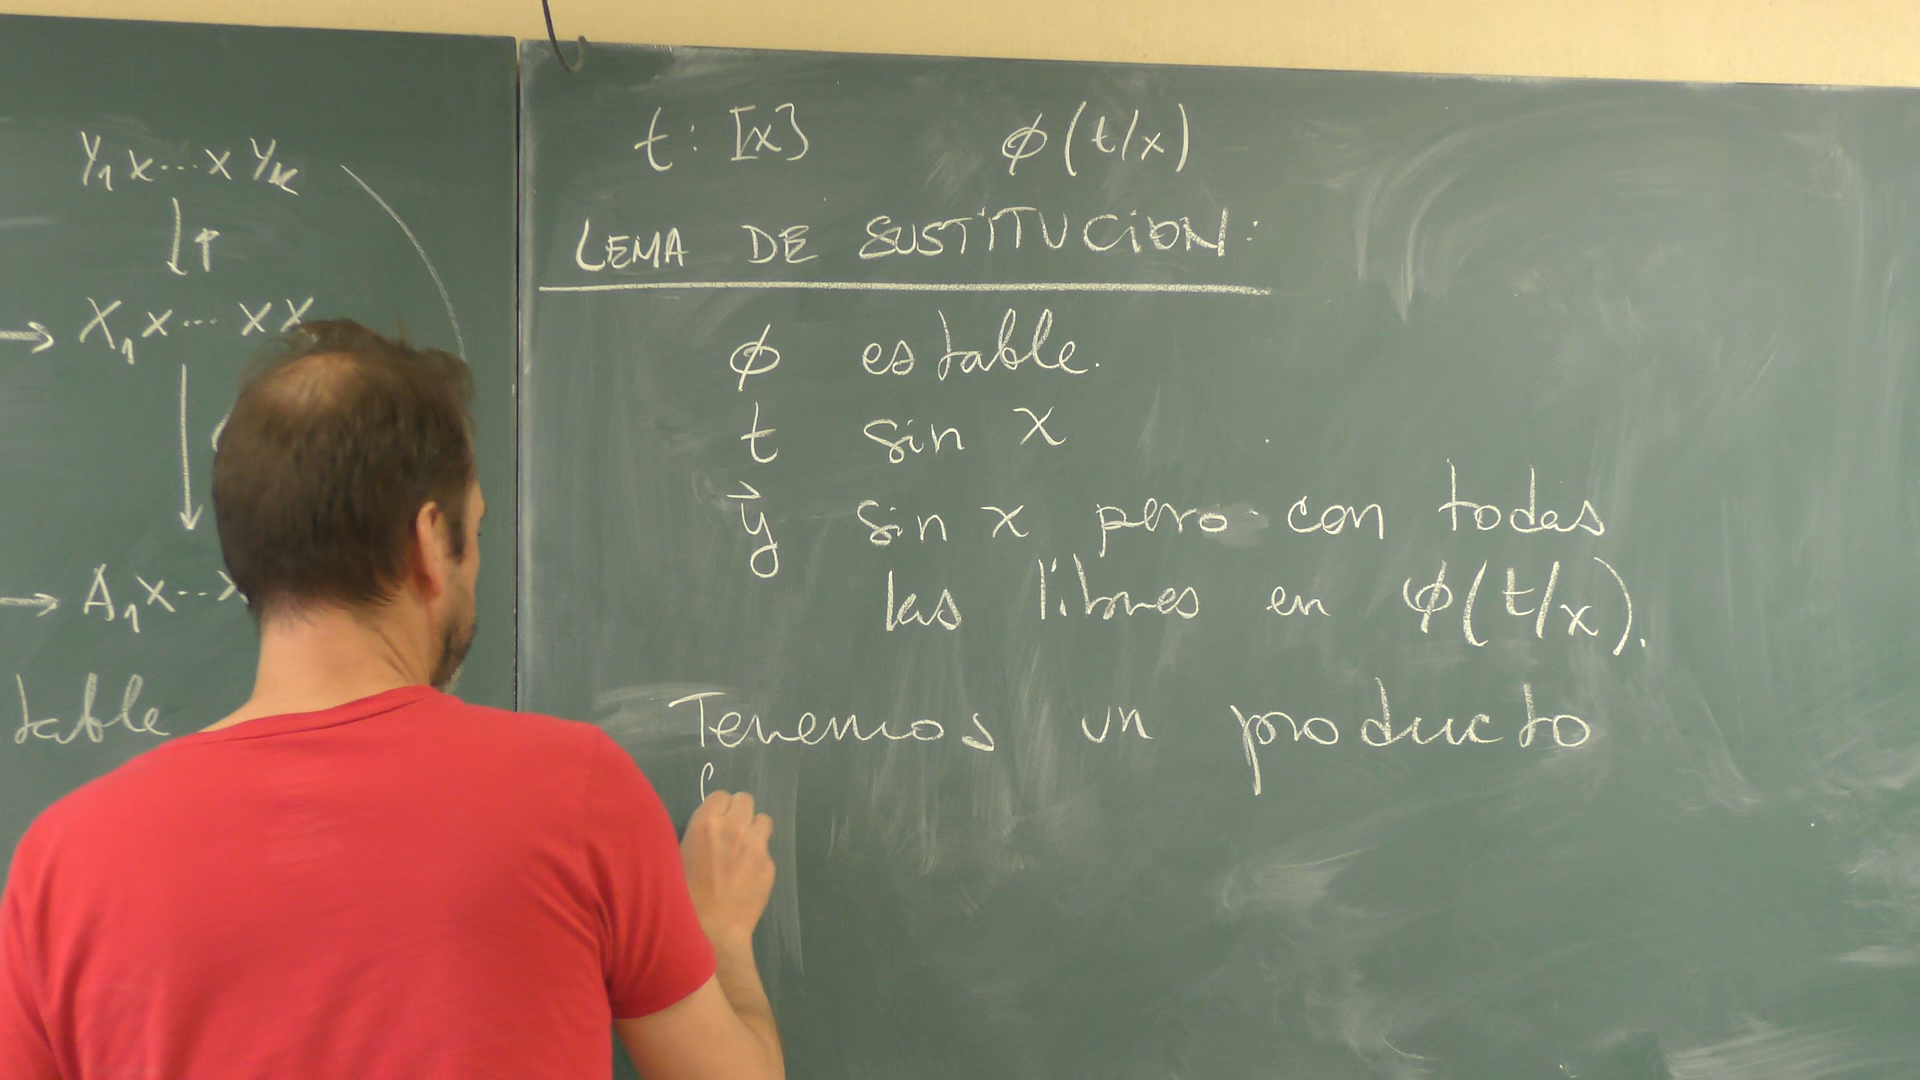 Y₁ x ... x Yₖ
↓ r
→ X₁ x ... x X
↓
→ A₁ x ... x
table
t : [x} ϕ(t/x)
LEMA DE SUSTITUCION:
ϕ estable.
t sin x
y⃗ sin x pero con todas
las libres en ϕ(t/x).
Tenemos un producto